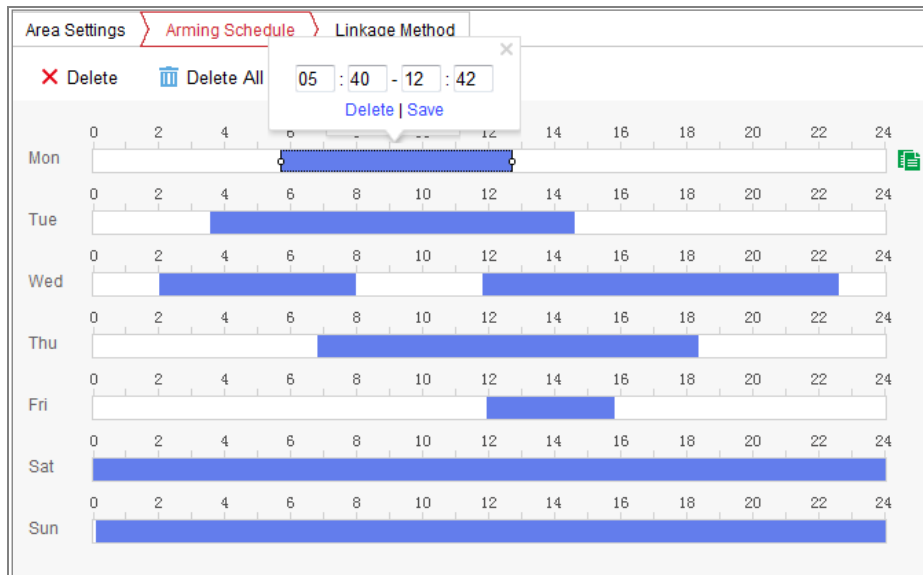 Area Settings Arming Schedule Linkage Method
Delete Delete All
05 : 40 - 12 : 42
Delete | Save
0 2 4 6 12 14 16 18 20 22 24
Mon
0 2 4 6 8 10 12 14 16 18 20 22 24
Tue
0 2 4 6 8 10 12 14 16 18 20 22 24
Wed
0 2 4 6 8 10 12 14 16 18 20 22 24
Thu
0 2 4 6 8 10 12 14 16 18 20 22 24
Fri
0 2 4 6 8 10 12 14 16 18 20 22 24
Sat
0 2 4 6 8 10 12 14 16 18 20 22 24
Sun